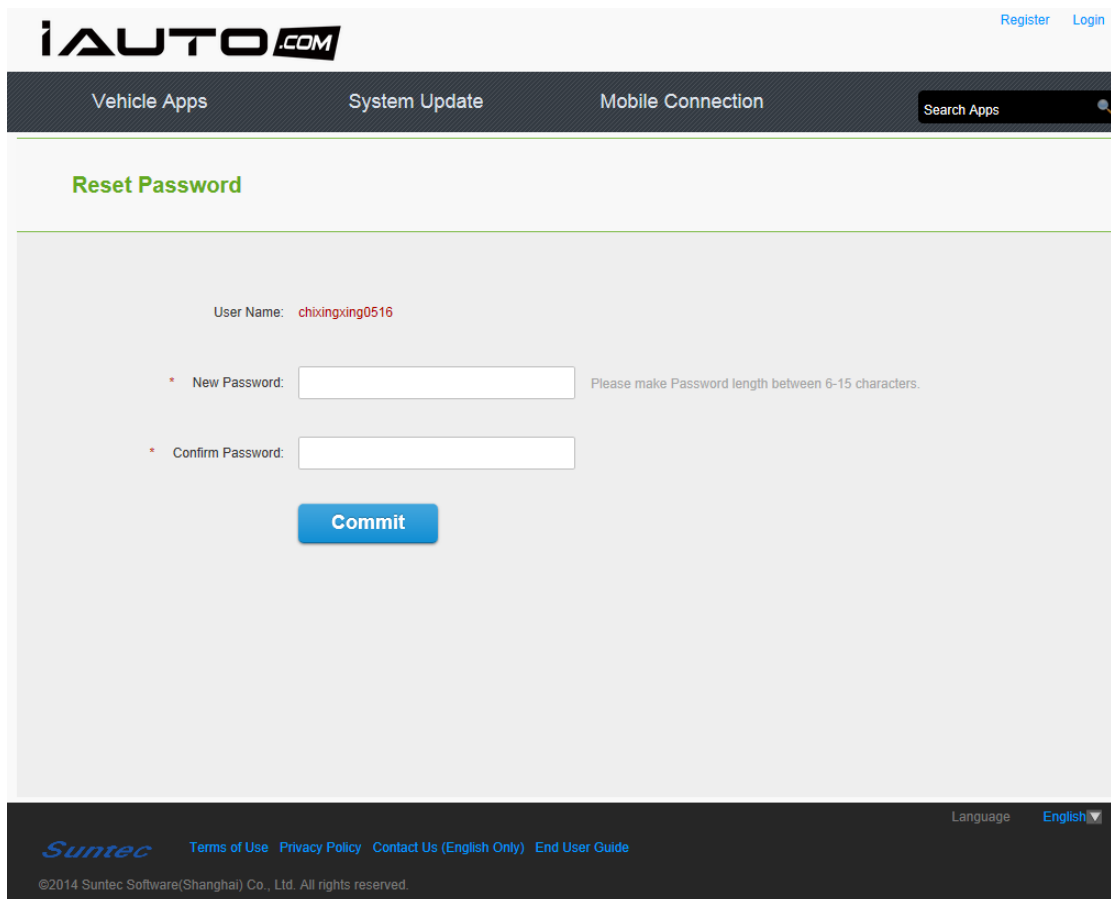 Register Login
iAUTO.COM
Vehicle Apps System Update Mobile Connection Search Apps
Reset Password
User Name: chixingxing0516
* New Password: Please make Password length between 6-15 characters.
* Confirm Password:
Commit
Language English
Suntec Terms of Use Privacy Policy Contact Us (English Only) End User Guide
©2014 Suntec Software(Shanghai) Co., Ltd. All rights reserved.